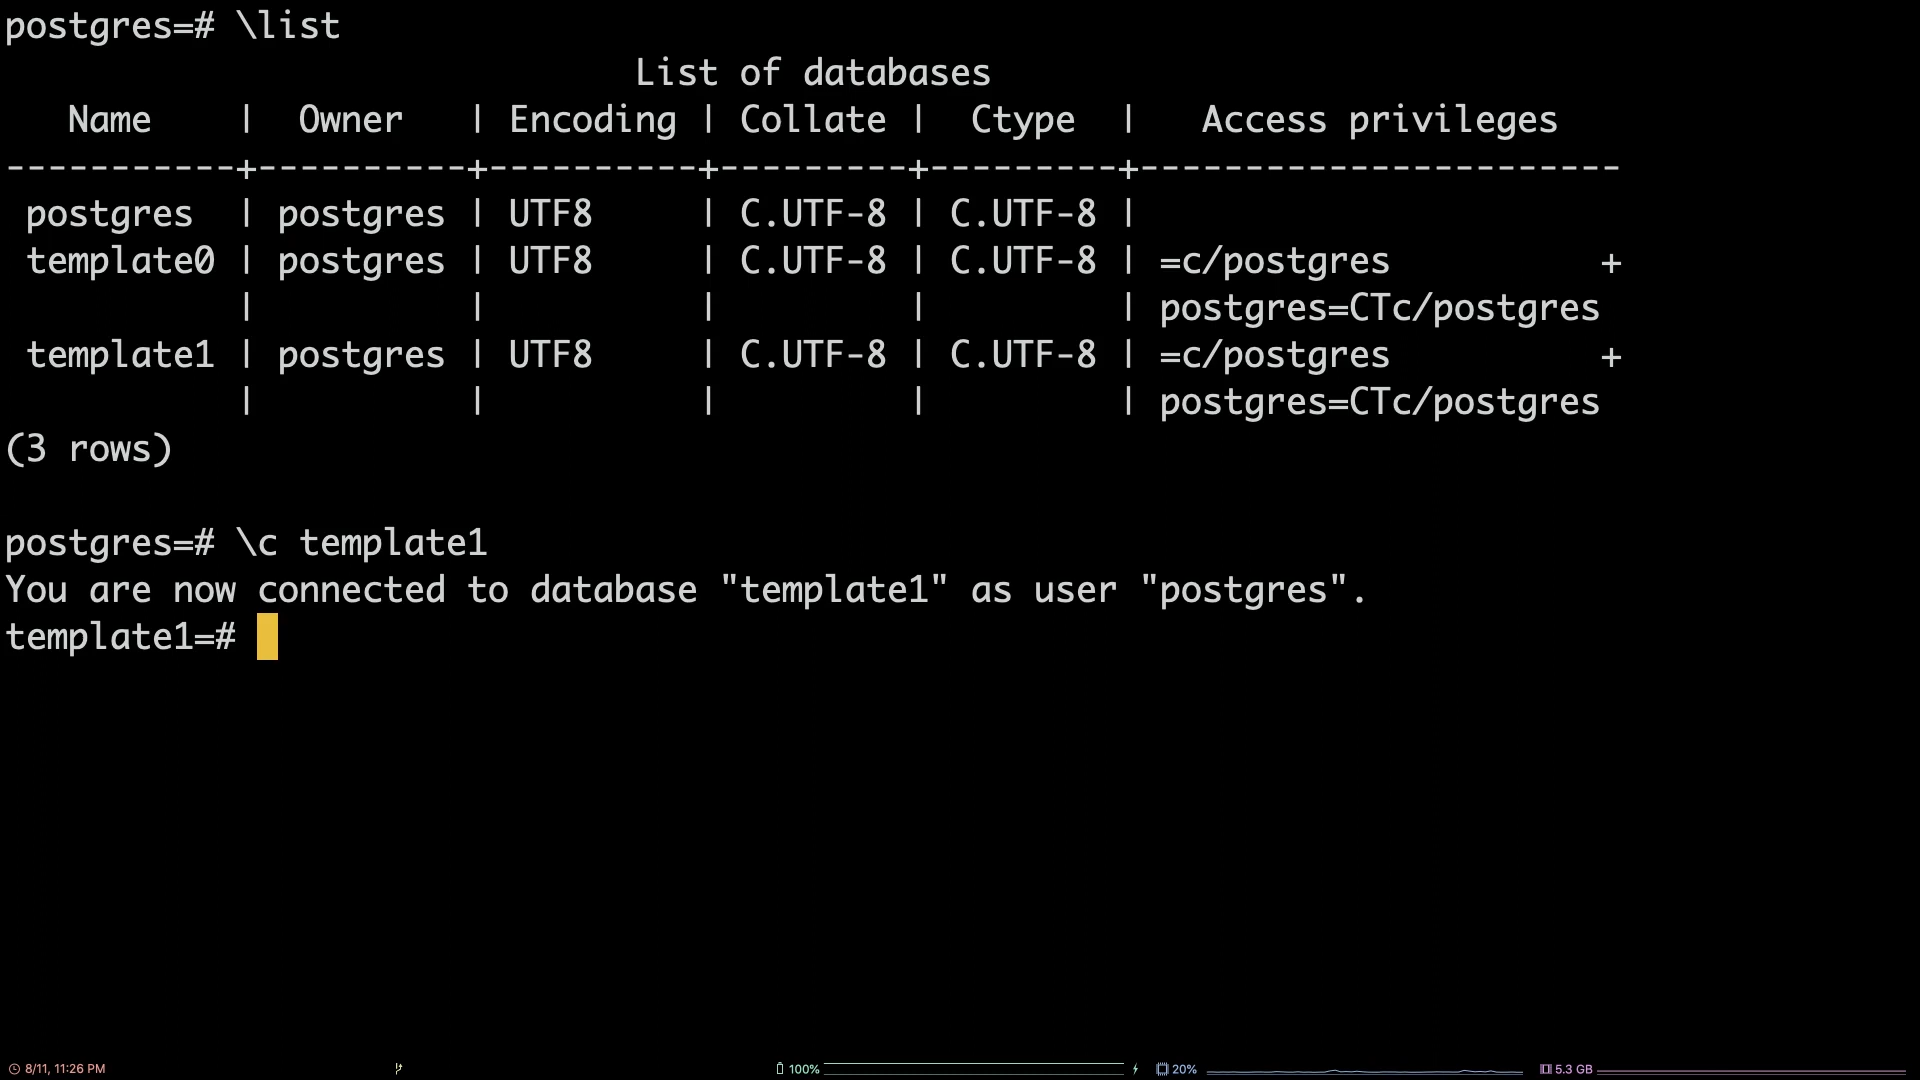 postgres=# \list
                              List of databases
   Name    |  Owner   | Encoding | Collate |  Ctype  |   Access privileges
-----------+----------+----------+---------+---------+-----------------------
 postgres  | postgres | UTF8     | C.UTF-8 | C.UTF-8 |
 template0 | postgres | UTF8     | C.UTF-8 | C.UTF-8 | =c/postgres          +
           |          |          |         |         | postgres=CTc/postgres
 template1 | postgres | UTF8     | C.UTF-8 | C.UTF-8 | =c/postgres          +
           |          |          |         |         | postgres=CTc/postgres
(3 rows)

postgres=# \c template1
You are now connected to database "template1" as user "postgres".
template1=#
8/11, 11:26 PM 100% 20% 5.3 GB